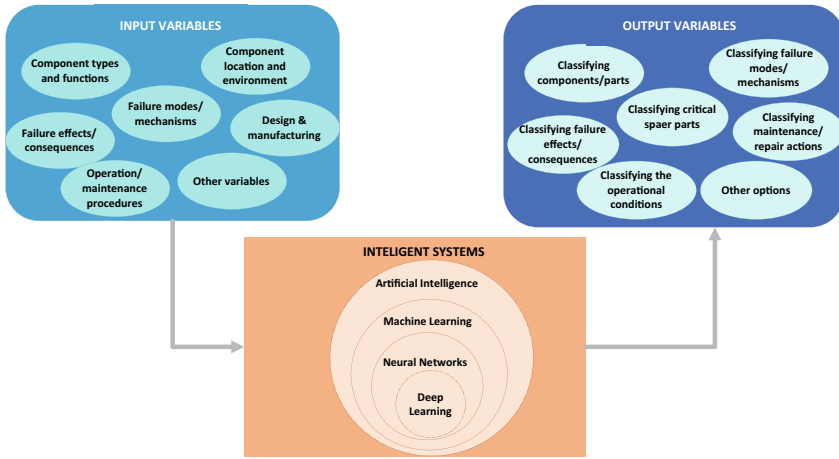 INPUT VARIABLES
Component types
and functions
Component
location and
environment
Failure modes/
mechanisms
Design &
manufacturing
Failure effects/
consequences
Operation/
maintenance
procedures
Other variables
OUTPUT VARIABLES
Classifying
components/parts
Classifying failure
modes/
mechanisms
Classifying critical
spaer parts
Classifying
maintenance/
repair actions
Classifying failure
effects/
consequences
Classifying the
operational
conditions
Other options
INTELIGENT SYSTEMS
Artificial Intelligence
Machine Learning
Neural Networks
Deep
Learning